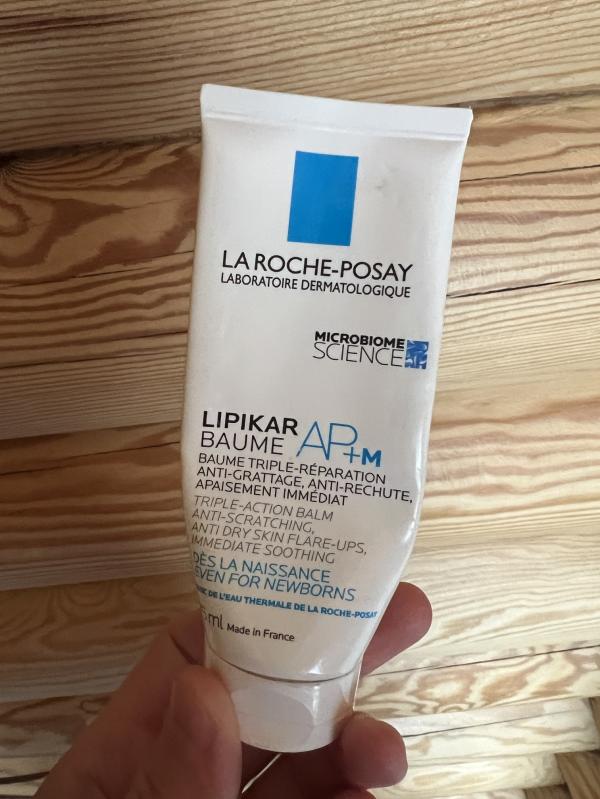 LA ROCHE-POSAY
LABORATOIRE DERMATOLOGIQUE
MICROBIOME
SCIENCE
LIPIKAR
BAUME AP+M
BAUME TRIPLE-RÉPARATION
ANTI-GRATTAGE, ANTI-RECHUTE,
APAISEMENT IMMÉDIAT
TRIPLE-ACTION BALM
ANTI-SCRATCHING,
ANTI DRY SKIN FLARE-UPS,
IMMEDIATE SOOTHING
DÈS LA NAISSANCE
EVEN FOR NEWBORNS
DE L'EAU THERMALE DE LA ROCHE-POSAY
ml Made in France